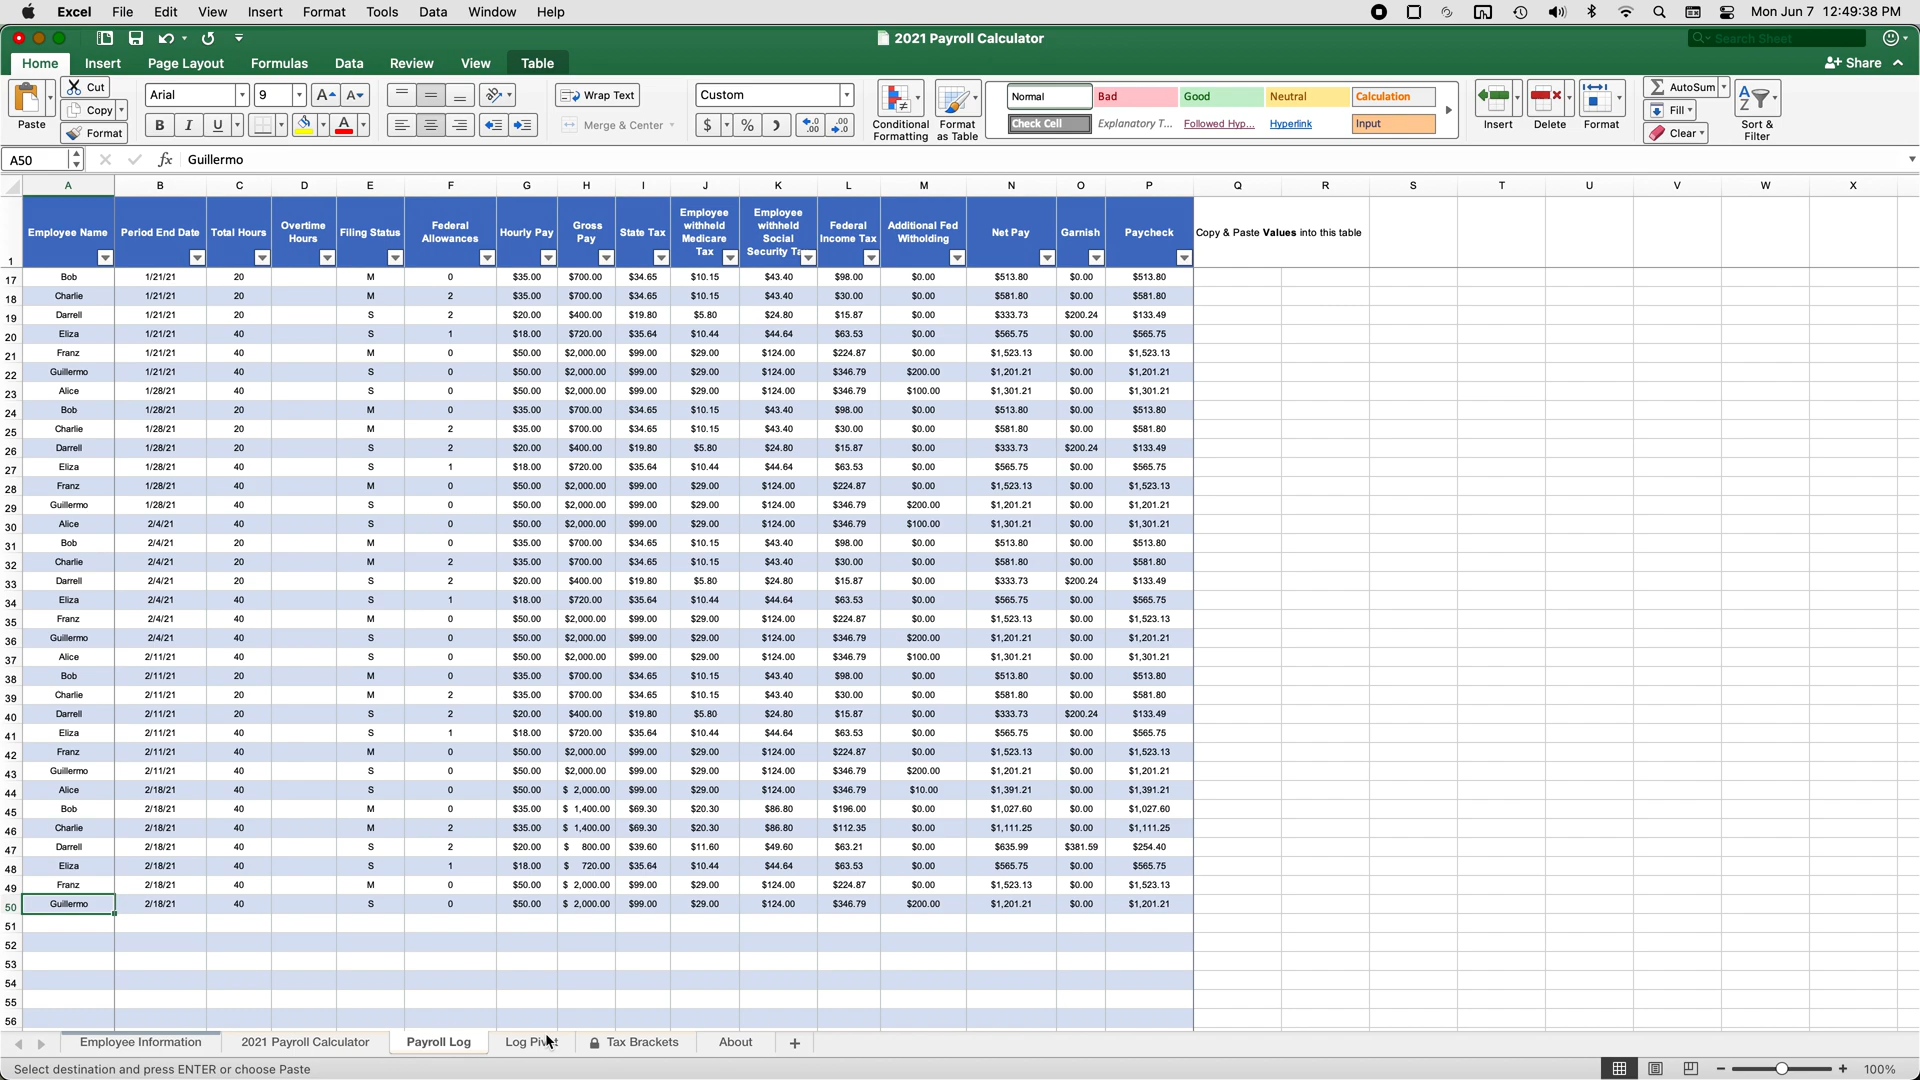 Excel File Edit View Insert Format Tools Data Window Help Mon Jun 7 12:49:38 PM
2021 Payroll Calculator Search Sheet
Home Insert Page Layout Formulas Data Review View Table Share
Paste Cut Copy Format
Arial 9 A A B I U A
Wrap Text Merge & Center
Custom $ % .00 .0
Conditional Formatting Format as Table
Normal Bad Good Neutral Calculation
Check Cell Explanatory T... Followed Hyp... Hyperlink Input
Insert Delete Format AutoSum Fill Clear Sort & Filter
A50 fx Guillermo
A B C D E F G H I J K L M N O P Q R S T U V W X
1 Employee Name Period End Date Total Hours Overtime Hours Filing Status Federal Allowances Hourly Pay Gross Pay State Tax Employee withheld Medicare Tax Employee withheld Social Security Ta Federal Income Tax Additional Fed Witholding Net Pay Garnish Paycheck Copy & Paste Values into this table
17 Bob 1/21/21 20 M 0 $35.00 $700.00 $34.65 $10.15 $43.40 $98.00 $0.00 $513.80 $0.00 $513.80
18 Charlie 1/21/21 20 M 2 $35.00 $700.00 $34.65 $10.15 $43.40 $30.00 $0.00 $581.80 $0.00 $581.80
19 Darrell 1/21/21 20 S 2 $20.00 $400.00 $19.80 $5.80 $24.80 $15.87 $0.00 $333.73 $200.24 $133.49
20 Eliza 1/21/21 40 S 1 $18.00 $720.00 $35.64 $10.44 $44.64 $63.53 $0.00 $565.75 $0.00 $565.75
21 Franz 1/21/21 40 M 0 $50.00 $2,000.00 $99.00 $29.00 $124.00 $224.87 $0.00 $1,523.13 $0.00 $1,523.13
22 Guillermo 1/21/21 40 S 0 $50.00 $2,000.00 $99.00 $29.00 $124.00 $346.79 $200.00 $1,201.21 $0.00 $1,201.21
23 Alice 1/28/21 40 S 0 $50.00 $2,000.00 $99.00 $29.00 $124.00 $346.79 $100.00 $1,301.21 $0.00 $1,301.21
24 Bob 1/28/21 20 M 0 $35.00 $700.00 $34.65 $10.15 $43.40 $98.00 $0.00 $513.80 $0.00 $513.80
25 Charlie 1/28/21 20 M 2 $35.00 $700.00 $34.65 $10.15 $43.40 $30.00 $0.00 $581.80 $0.00 $581.80
26 Darrell 1/28/21 20 S 2 $20.00 $400.00 $19.80 $5.80 $24.80 $15.87 $0.00 $333.73 $200.24 $133.49
27 Eliza 1/28/21 40 S 1 $18.00 $720.00 $35.64 $10.44 $44.64 $63.53 $0.00 $565.75 $0.00 $565.75
28 Franz 1/28/21 40 M 0 $50.00 $2,000.00 $99.00 $29.00 $124.00 $224.87 $0.00 $1,523.13 $0.00 $1,523.13
29 Guillermo 1/28/21 40 S 0 $50.00 $2,000.00 $99.00 $29.00 $124.00 $346.79 $200.00 $1,201.21 $0.00 $1,201.21
30 Alice 2/4/21 40 S 0 $50.00 $2,000.00 $99.00 $29.00 $124.00 $346.79 $100.00 $1,301.21 $0.00 $1,301.21
31 Bob 2/4/21 20 M 0 $35.00 $700.00 $34.65 $10.15 $43.40 $98.00 $0.00 $513.80 $0.00 $513.80
32 Charlie 2/4/21 20 M 2 $35.00 $700.00 $34.65 $10.15 $43.40 $30.00 $0.00 $581.80 $0.00 $581.80
33 Darrell 2/4/21 20 S 2 $20.00 $400.00 $19.80 $5.80 $24.80 $15.87 $0.00 $333.73 $200.24 $133.49
34 Eliza 2/4/21 40 S 1 $18.00 $720.00 $35.64 $10.44 $44.64 $63.53 $0.00 $565.75 $0.00 $565.75
35 Franz 2/4/21 40 M 0 $50.00 $2,000.00 $99.00 $29.00 $124.00 $224.87 $0.00 $1,523.13 $0.00 $1,523.13
36 Guillermo 2/4/21 40 S 0 $50.00 $2,000.00 $99.00 $29.00 $124.00 $346.79 $200.00 $1,201.21 $0.00 $1,201.21
37 Alice 2/11/21 40 S 0 $50.00 $2,000.00 $99.00 $29.00 $124.00 $346.79 $100.00 $1,301.21 $0.00 $1,301.21
38 Bob 2/11/21 20 M 0 $35.00 $700.00 $34.65 $10.15 $43.40 $98.00 $0.00 $513.80 $0.00 $513.80
39 Charlie 2/11/21 20 M 2 $35.00 $700.00 $34.65 $10.15 $43.40 $30.00 $0.00 $581.80 $0.00 $581.80
40 Darrell 2/11/21 20 S 2 $20.00 $400.00 $19.80 $5.80 $24.80 $15.87 $0.00 $333.73 $200.24 $133.49
41 Eliza 2/11/21 40 S 1 $18.00 $720.00 $35.64 $10.44 $44.64 $63.53 $0.00 $565.75 $0.00 $565.75
42 Franz 2/11/21 40 M 0 $50.00 $2,000.00 $99.00 $29.00 $124.00 $224.87 $0.00 $1,523.13 $0.00 $1,523.13
43 Guillermo 2/11/21 40 S 0 $50.00 $2,000.00 $99.00 $29.00 $124.00 $346.79 $200.00 $1,201.21 $0.00 $1,201.21
44 Alice 2/18/21 40 S 0 $50.00 $ 2,000.00 $99.00 $29.00 $124.00 $346.79 $10.00 $1,391.21 $0.00 $1,391.21
45 Bob 2/18/21 40 M 0 $35.00 $ 1,400.00 $69.30 $20.30 $86.80 $196.00 $0.00 $1,027.60 $0.00 $1,027.60
46 Charlie 2/18/21 40 M 2 $35.00 $ 1,400.00 $69.30 $20.30 $86.80 $112.35 $0.00 $1,111.25 $0.00 $1,111.25
47 Darrell 2/18/21 40 S 2 $20.00 $ 800.00 $39.60 $11.60 $49.60 $63.21 $0.00 $635.99 $381.59 $254.40
48 Eliza 2/18/21 40 S 1 $18.00 $ 720.00 $35.64 $10.44 $44.64 $63.53 $0.00 $565.75 $0.00 $565.75
49 Franz 2/18/21 40 M 0 $50.00 $ 2,000.00 $99.00 $29.00 $124.00 $224.87 $0.00 $1,523.13 $0.00 $1,523.13
50 Guillermo 2/18/21 40 S 0 $50.00 $ 2,000.00 $99.00 $29.00 $124.00 $346.79 $200.00 $1,201.21 $0.00 $1,201.21
51
52
53
54
55
56
Employee Information 2021 Payroll Calculator Payroll Log Log Pivot Tax Brackets About +
Select destination and press ENTER or choose Paste 100%